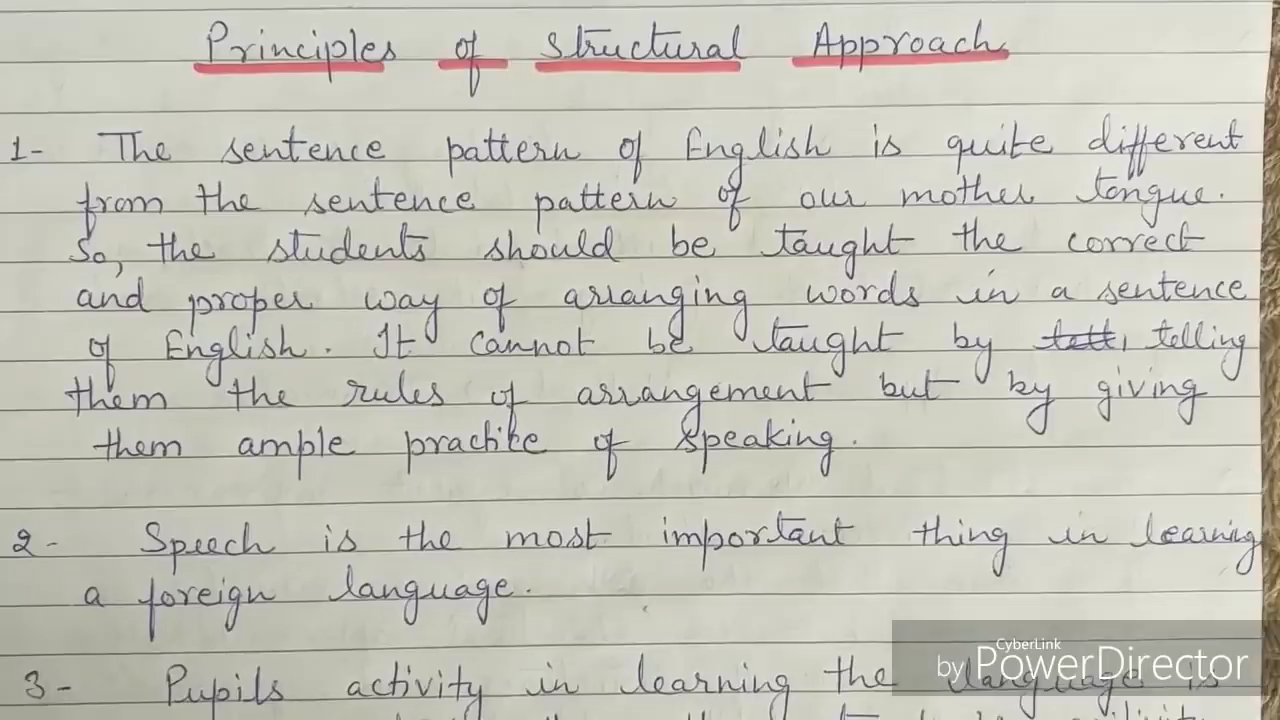 Principles of Structural Approach
1- The sentence pattern of English is quite different
from the sentence pattern of our mother tongue.
So, the students should be taught the correct
and proper way of arranging words in a sentence
of English. It cannot be taught by telling
them the rules of arrangement but by giving
them ample practice of speaking.
2- Speech is the most important thing in learning
a foreign language.
3- Pupils activity in learning the language is
CyberLink
by PowerDirector